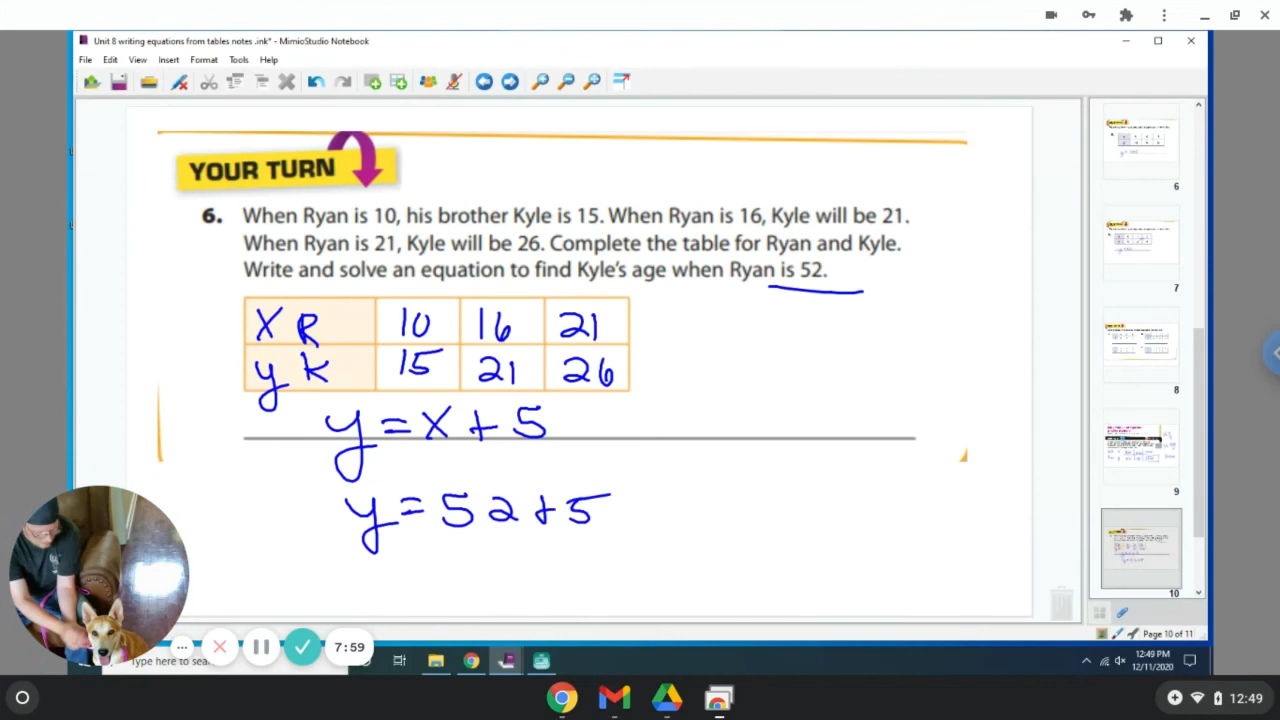 Unit 8 writing equations from tables notes .ink* - MimioStudio Notebook
File Edit View Insert Format Tools Help
YOUR TURN
6. When Ryan is 10, his brother Kyle is 15. When Ryan is 16, Kyle will be 21.
When Ryan is 21, Kyle will be 26. Complete the table for Ryan and Kyle.
Write and solve an equation to find Kyle's age when Ryan is 52.
X R 10 16 21
y K 15 21 26
y = x + 5
y = 52 + 5
6
7
8
9
10
Page 10 of 11
7:59
Type here to sea
12:49 PM
12/11/2020
12:49